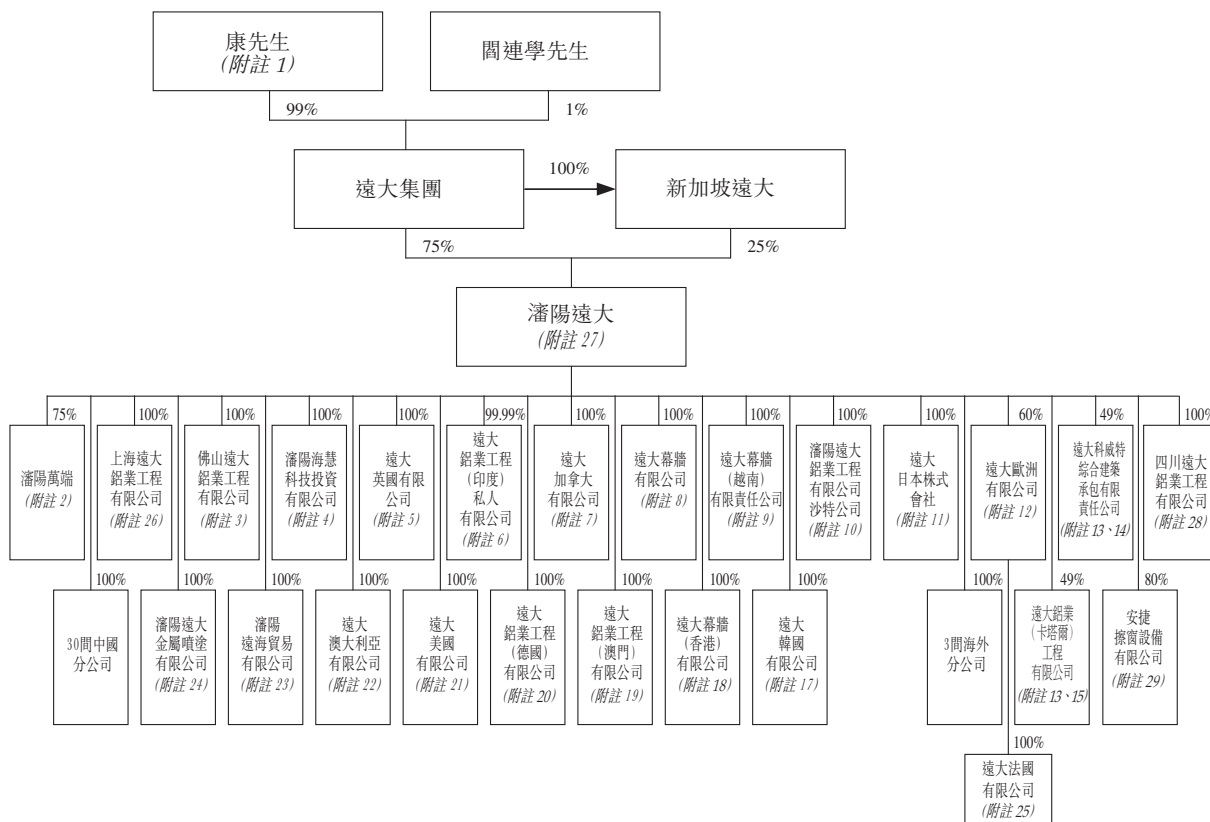 康先生
(附註 1)
閻連學先生
99%
1%
遠大集團
100%
新加坡遠大
75%
25%
瀋陽遠大
(附註 27)
75%
100%
100%
100%
100%
99.99%
100%
100%
100%
100%
100%
60%
49%
100%
瀋陽萬端
(附註 2)
上海遠大
鋁業工程
有限公司
(附註 26)
佛山遠大
鋁業工程
有限公司
(附註 3)
瀋陽海慧
科技投資
有限公司
(附註 4)
遠大
英國有限
公司
(附註 5)
遠大
鋁業工程
(印度)
私人
有限公司
(附註 6)
遠大
加拿大
有限公司
(附註 7)
遠大幕牆
有限公司
(附註 8)
遠大幕牆
(越南)
有限責任公司
(附註 9)
瀋陽遠大
鋁業工程
有限公司
沙特公司
(附註 10)
遠大
日本株式
會社
(附註 11)
遠大歐洲
有限公司
(附註 12)
遠大科威特
綜合建築
承包有限
責任公司
(附註 13、14)
四川遠大
鋁業工程
有限公司
(附註 28)
100%
100%
100%
100%
100%
100%
100%
100%
100%
100%
49%
80%
30間中國
分公司
瀋陽遠大
金屬噴塗
有限公司
(附註 24)
瀋陽
遠海貿易
有限公司
(附註 23)
遠大
澳大利亞
有限公司
(附註 22)
遠大
美國
有限公司
(附註 21)
遠大
鋁業工程
(德國)
有限公司
(附註 20)
遠大
鋁業工程
(澳門)
有限公司
(附註 19)
遠大幕牆
(香港)
有限公司
(附註 18)
遠大
韓國
有限公司
(附註 17)
3間海外
分公司
遠大鋁業
(卡塔爾)
工程
有限公司
(附註 13、15)
安捷
擦窗設備
有限公司
(附註 29)
100%
遠大法國
有限公司
(附註 25)